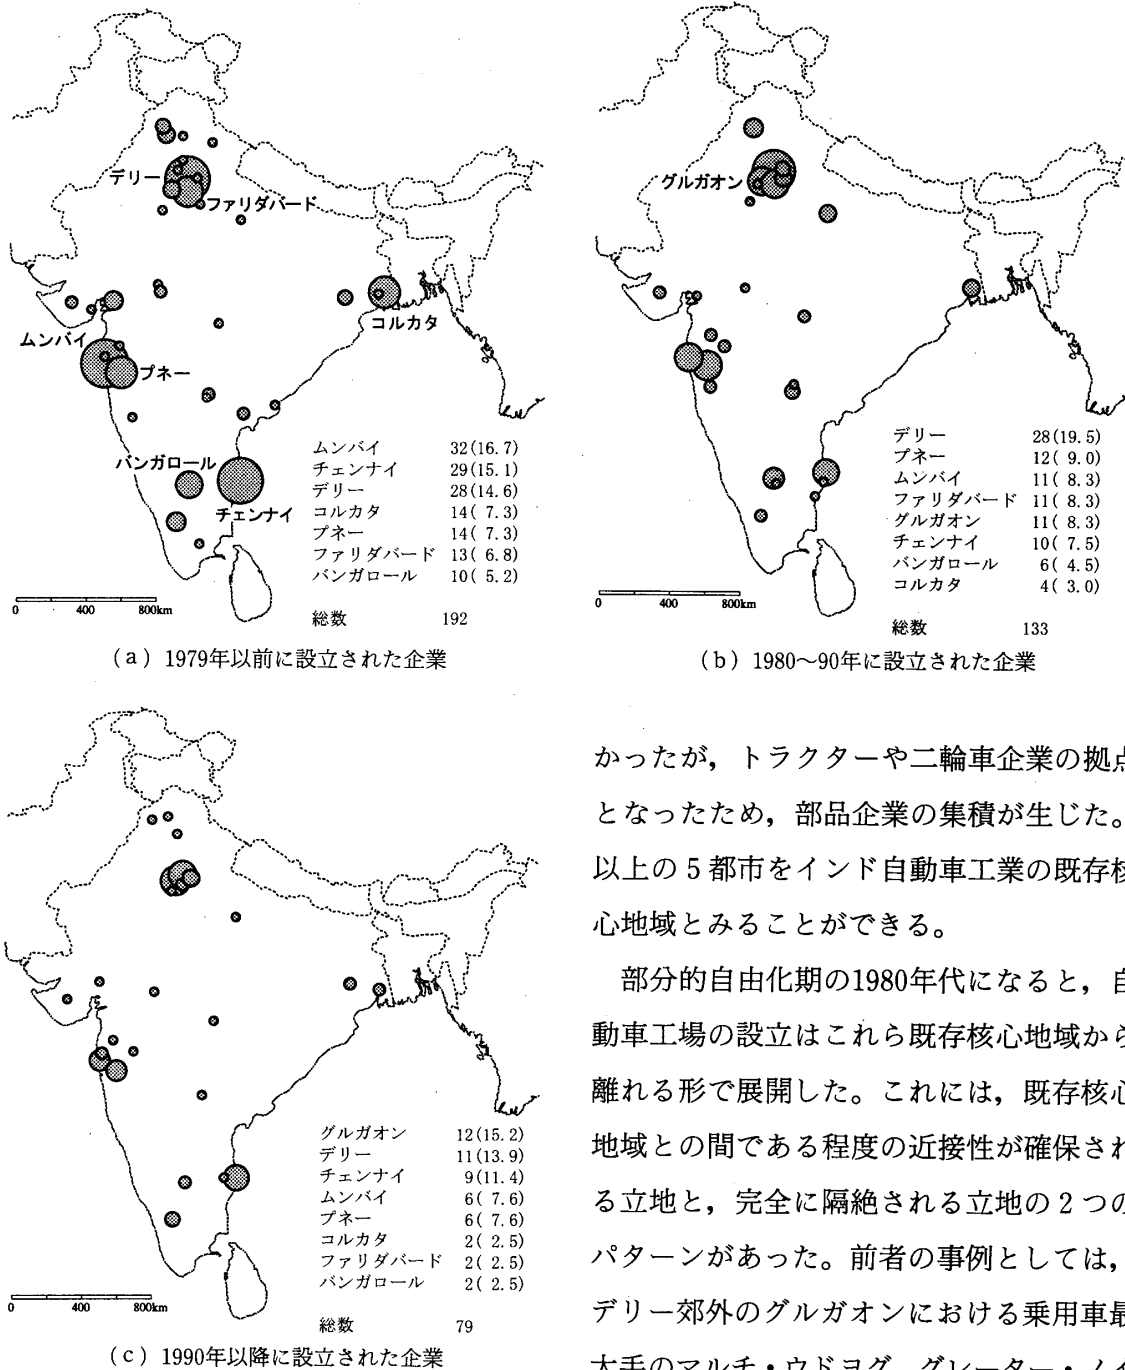 デリー
ファリダバード
ムンバイ
プネー
コルカタ
バンガロール
チェンナイ
ムンバイ 32(16.7)
チェンナイ 29(15.1)
デリー 28(14.6)
コルカタ 14( 7.3)
プネー 14( 7.3)
ファリダバード 13( 6.8)
バンガロール 10( 5.2)
総数 192
0 400 800km
(a) 1979年以前に設立された企業
グルガオン
デリー 28(19.5)
プネー 12( 9.0)
ムンバイ 11( 8.3)
ファリダバード 11( 8.3)
グルガオン 11( 8.3)
チェンナイ 10( 7.5)
バンガロール 6( 4.5)
コルカタ 4( 3.0)
総数 133
0 400 800km
(b) 1980〜90年に設立された企業
グルガオン 12(15.2)
デリー 11(13.9)
チェンナイ 9(11.4)
ムンバイ 6( 7.6)
プネー 6( 7.6)
コルカタ 2( 2.5)
ファリダバード 2( 2.5)
バンガロール 2( 2.5)
総数 79
0 400 800km
(c) 1990年以降に設立された企業
かったが，トラクターや二輪車企業の拠点
となったため，部品企業の集積が生じた。
以上の5都市をインド自動車工業の既存核
心地域とみることができる。
部分的自由化期の1980年代になると，自
動車工場の設立はこれら既存核心地域から
離れる形で展開した。これには，既存核心
地域との間である程度の近接性が確保され
る立地と，完全に隔絶される立地の2つの
パターンがあった。前者の事例としては，
デリー郊外のグルガオンにおける乗用車最
大手のマルチ・ウドヨグ，グレーター・ノイ